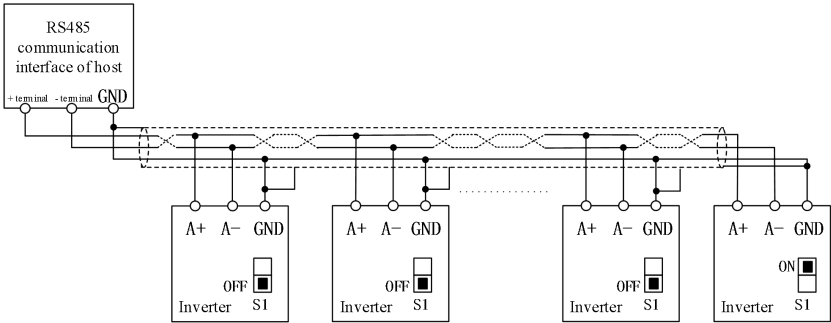 RS485
communication
interface of host
+ terminal - terminal GND
A+ A- GND
OFF
Inverter S1
A+ A- GND
OFF
Inverter S1
A+ A- GND
OFF
Inverter S1
A+ A- GND
ON
Inverter S1